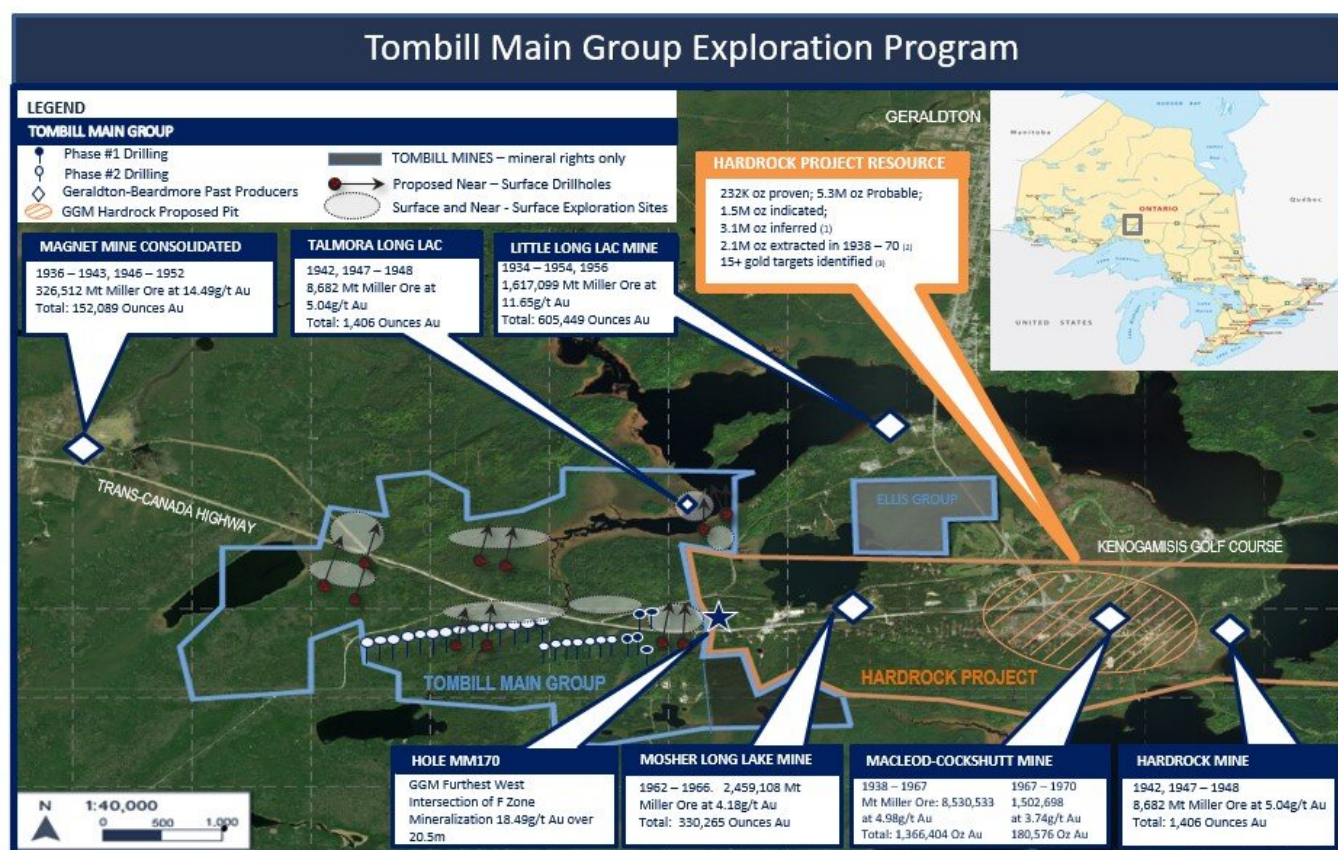 Tombill Main Group Exploration Program
LEGEND
TOMBILL MAIN GROUP
Phase #1 Drilling
Phase #2 Drilling
Geraldton-Beardmore Past Producers
GGM Hardrock Proposed Pit
TOMBILL MINES – mineral rights only
Proposed Near – Surface Drillholes
Surface and Near - Surface Exploration Sites
GERALDTON
HARDROCK PROJECT RESOURCE
232K oz proven; 5.3M oz Probable;
1.5M oz indicated;
3.1M oz inferred (1)
2.1M oz extracted in 1938 – 70 (2)
15+ gold targets identified (3)
HUDSON BAY
Manitoba
James
Bay
ONTARIO
Québec
UNITED STATES
MAGNET MINE CONSOLIDATED
1936 – 1943, 1946 – 1952
326,512 Mt Miller Ore at 14.49g/t Au
Total: 152,089 Ounces Au
TALMORA LONG LAC
1942, 1947 – 1948
8,682 Mt Miller Ore at
5.04g/t Au
Total: 1,406 Ounces Au
LITTLE LONG LAC MINE
1934 – 1954, 1956
1,617,099 Mt Miller Ore at
11.65g/t Au
Total: 605,449 Ounces Au
TRANS-CANADA HIGHWAY
ELLIS GROUP
KENOGAMISIS GOLF COURSE
TOMBILL MAIN GROUP
HARDROCK PROJECT
HOLE MM170
GGM Furthest West
Intersection of F Zone
Mineralization 18.49g/t Au over
20.5m
MOSHER LONG LAKE MINE
1962 – 1966. 2,459,108 Mt
Miller Ore at 4.18g/t Au
Total: 330,265 Ounces Au
MACLEOD-COCKSHUTT MINE
1938 – 1967
Mt Miller Ore: 8,530,533
at 4.98g/t Au
Total: 1,366,404 Oz Au
1967 – 1970
1,502,698
at 3.74g/t Au
180,576 Oz Au
HARDROCK MINE
1942, 1947 – 1948
8,682 Mt Miller Ore at 5.04g/t Au
Total: 1,406 Ounces Au
N
1:40,000
0 500 1,000